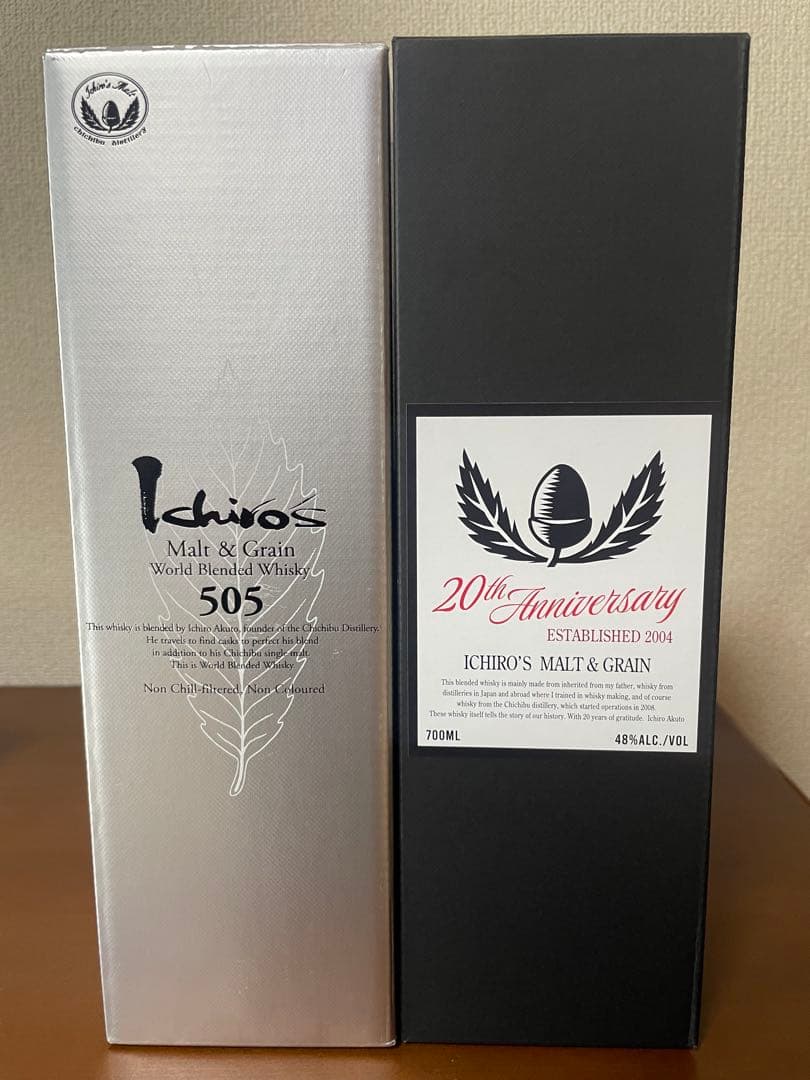 Ichiro's Malt
Chichibu Distillery
Ichiro's
Malt & Grain
World Blended Whisky
505
This whisky is blended by Ichiro Akuto, founder of the Chichibu Distillery.
He travels to find casks to perfect his blend
in addition to his Chichibu single malt.
This is World Blended Whisky
Non Chill-filtered, Non Coloured
20th Anniversary
ESTABLISHED 2004
ICHIRO'S MALT & GRAIN
This blended whisky is mainly made from inherited from my father, whisky from
distilleries in Japan and abroad where I trained in whisky making, and of course
whisky from the Chichibu distillery, which started operations in 2008.
These whisky itself tells the story of our history. With 20 years of gratitude. Ichiro Akuto
700ML
48%ALC./VOL